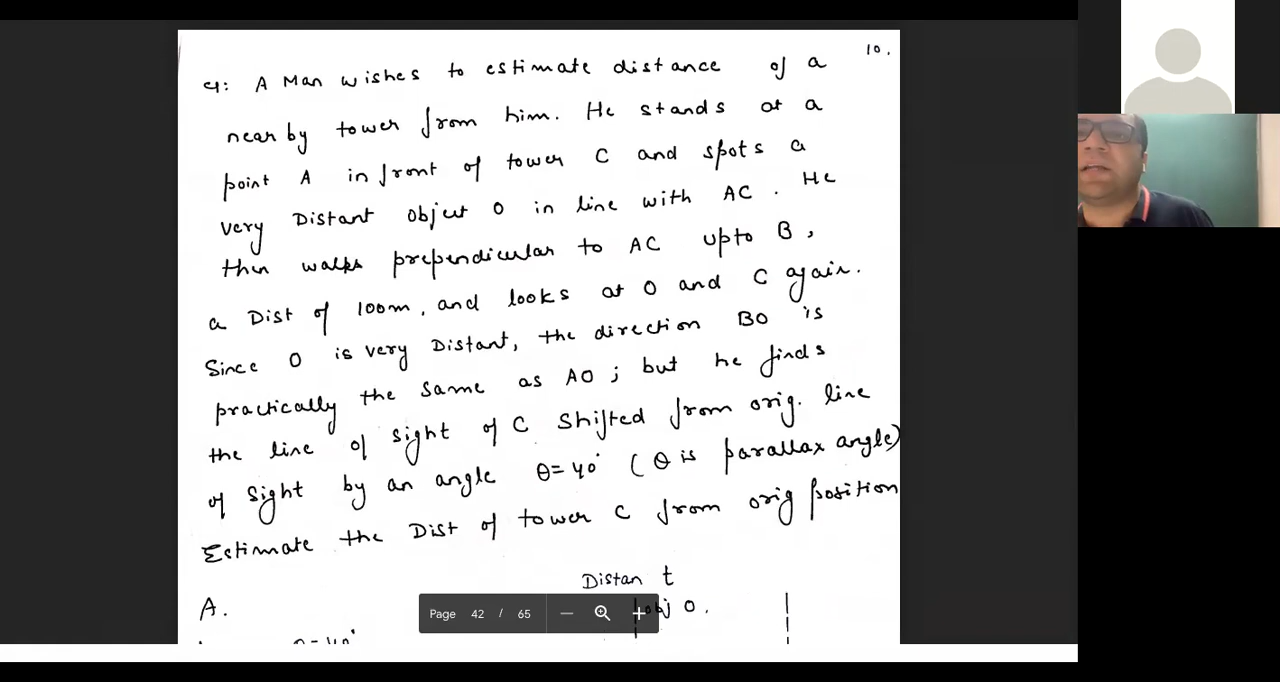 10.
Q: A Man wishes to estimate distance of a
near by tower from him. He stands at a
point A in front of tower C and spots a
very Distant object O in line with AC. He
then walks prependicular to AC upto B,
a Dist of 100m, and looks at O and C again.
Since O is very Distant, the direction BO is
practically the same as AO; but he finds
the line of sight of C shifted from orig. line
of sight by an angle θ=40° (θ is parallax angle)
Estimate the Dist of tower C from orig position
Distan t
A.
obj O.
Page 42 / 65
θ=40°